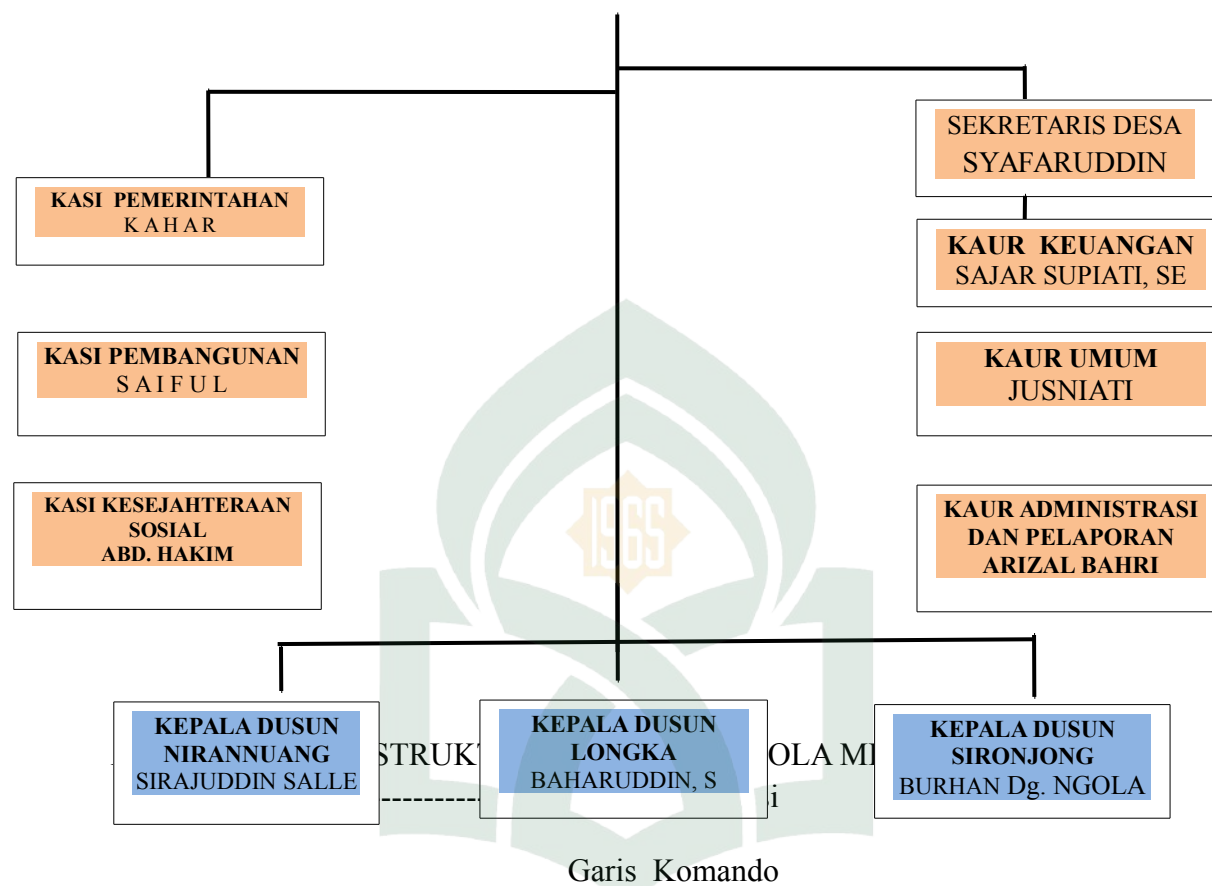 SEKRETARIS DESA
SYAFARUDDIN
KASI PEMERINTAHAN
K A H A R
KAUR KEUANGAN
SAJAR SUPIATI, SE
KASI PEMBANGUNAN
S A I F U L
KAUR UMUM
JUSNIATI
KASI KESEJAHTERAAN
SOSIAL
ABD. HAKIM
KAUR ADMINISTRASI
DAN PELAPORAN
ARIZAL BAHRI
1965
KEPALA DUSUN
NIRANNUANG
SIRAJUDDIN SALLE
KEPALA DUSUN
LONGKA
BAHARUDDIN, S
KEPALA DUSUN
SIRONJONG
BURHAN Dg. NGOLA
Garis Komando